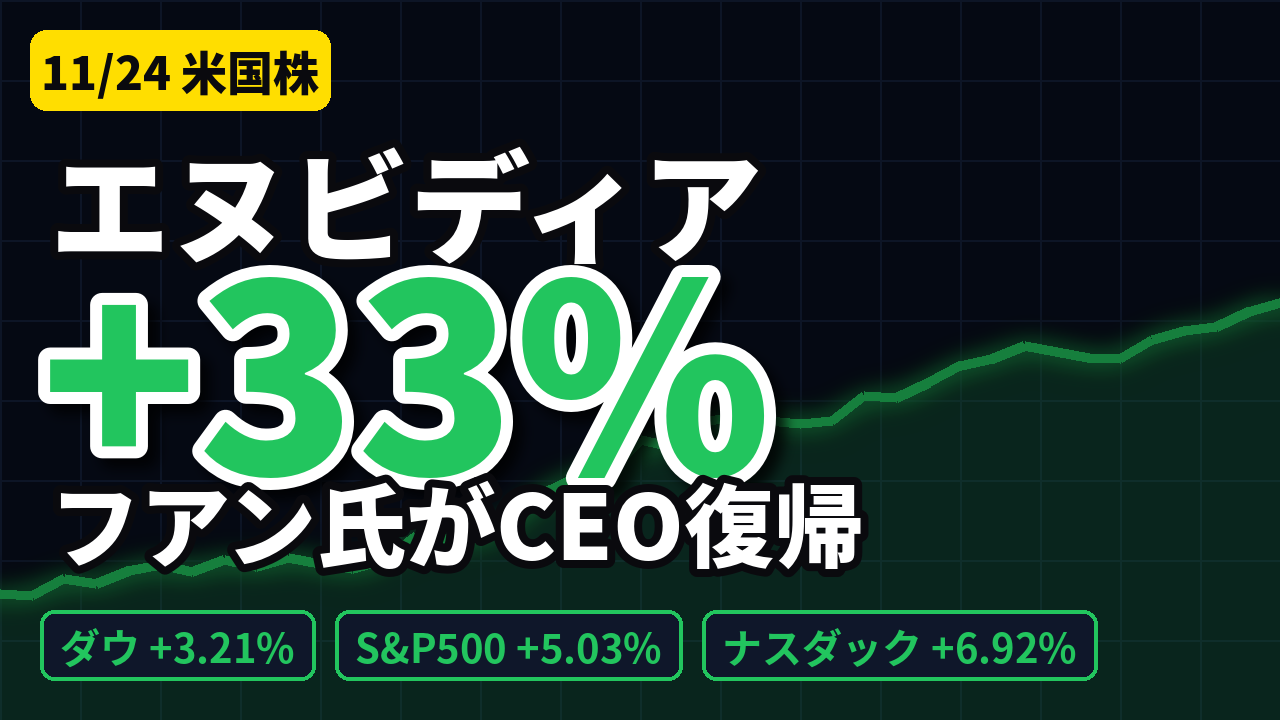 11/24 米国株
エヌビディア
+33%
フアン氏がCEO復帰
ダウ +3.21%
S&P500 +5.03%
ナスダック +6.92%